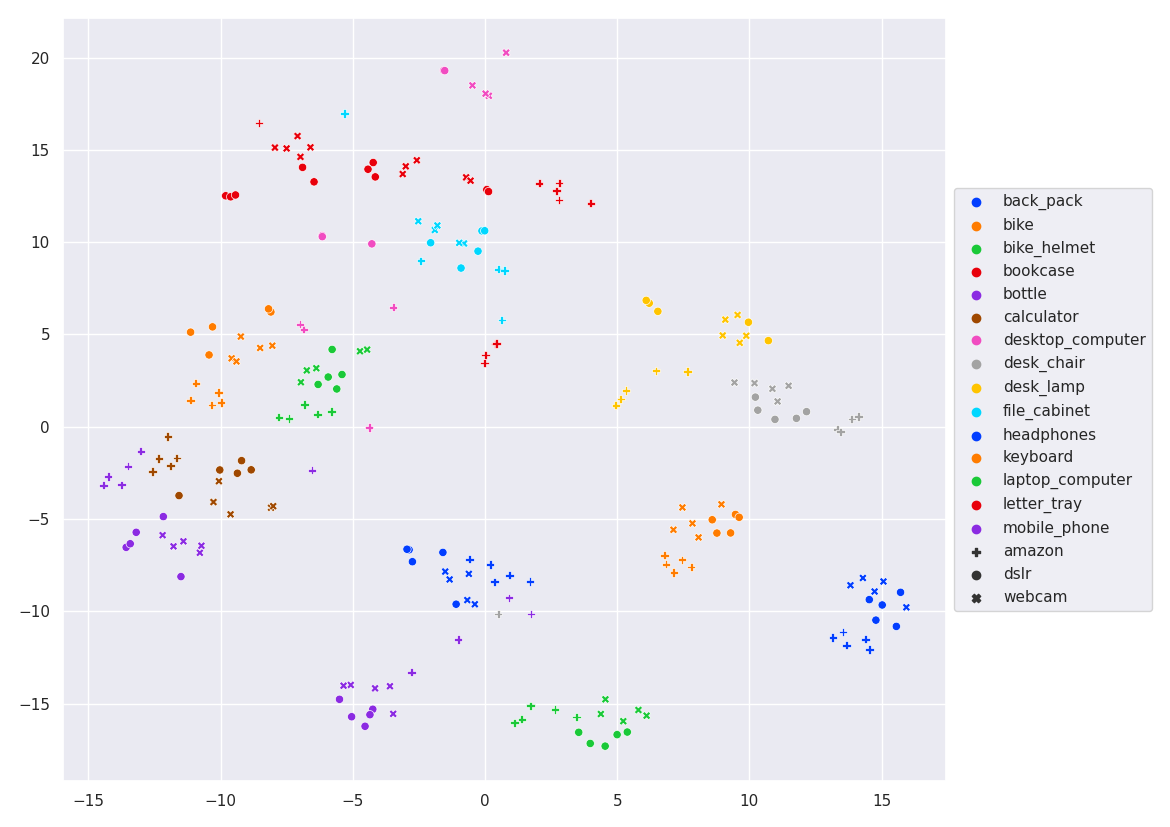 20
15
10
5
0
−5
−10
−15
−15
−10
−5
0
5
10
15
back_pack
bike
bike_helmet
bookcase
bottle
calculator
desktop_computer
desk_chair
desk_lamp
file_cabinet
headphones
keyboard
laptop_computer
letter_tray
mobile_phone
amazon
dslr
webcam